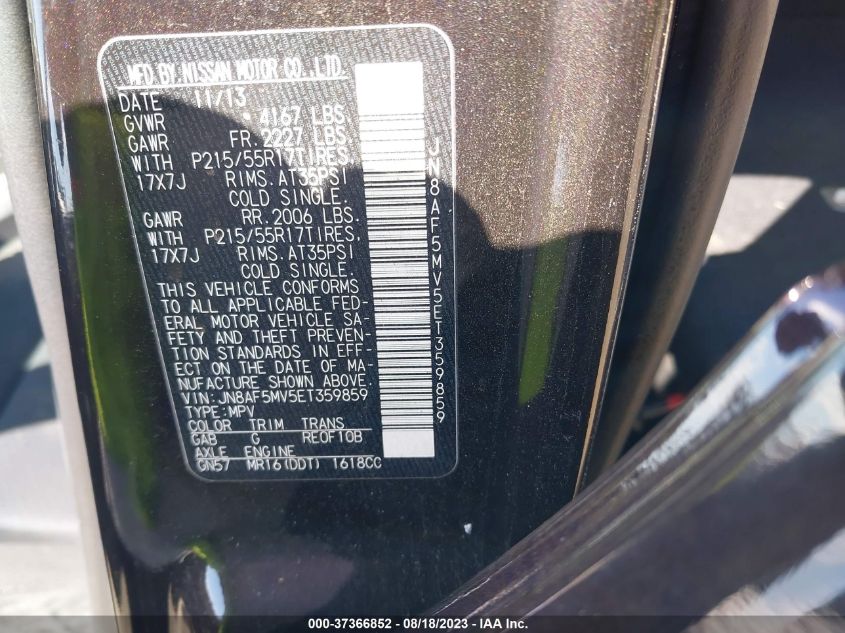 MFD BY NISSAN MOTOR CO.,LTD.
DATE 11/13
GVWR 4167 LBS
GAWR FR.2227 LBS.
WITH P215/55R17TIRES,
17X7J RIMS.AT35PSI
COLD SINGLE.
GAWR RR.2006 LBS.
WITH P215/55R17TIRES,
17X7J RIMS.AT35PSI
COLD SINGLE.
THIS VEHICLE CONFORMS
TO ALL APPLICABLE FED-
ERAL MOTOR VEHICLE SA-
FETY AND THEFT PREVEN-
TION STANDARDS IN EFF-
ECT ON THE DATE OF MA-
NUFACTURE SHOWN ABOVE.
VIN:JN8AF5MV5ET359859
TYPE:MPV
COLOR TRIM TRANS
GAB G RE0F10B
AXLE ENGINE
GN57 MR16(DDT) 1618CC
JN8AF5MV5ET359859
000-37366852 - 08/18/2023 - IAA Inc.